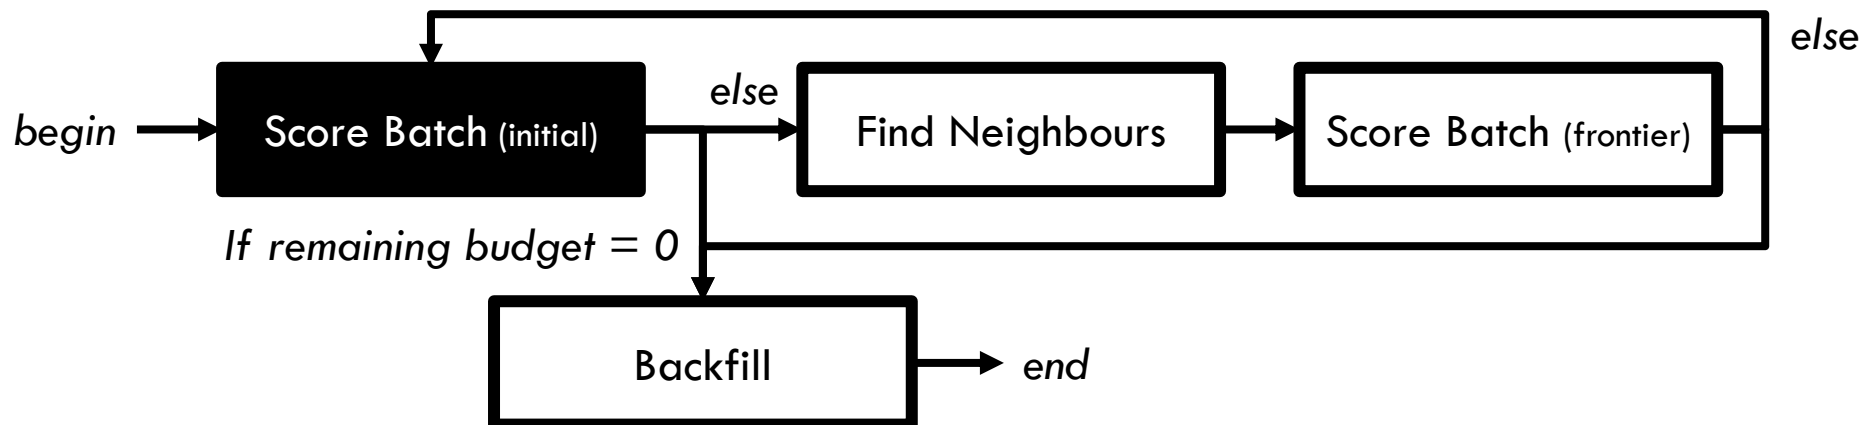 else
begin
Score Batch (initial)
else
Find Neighbours
Score Batch (frontier)
If remaining budget = 0
Backfill
end